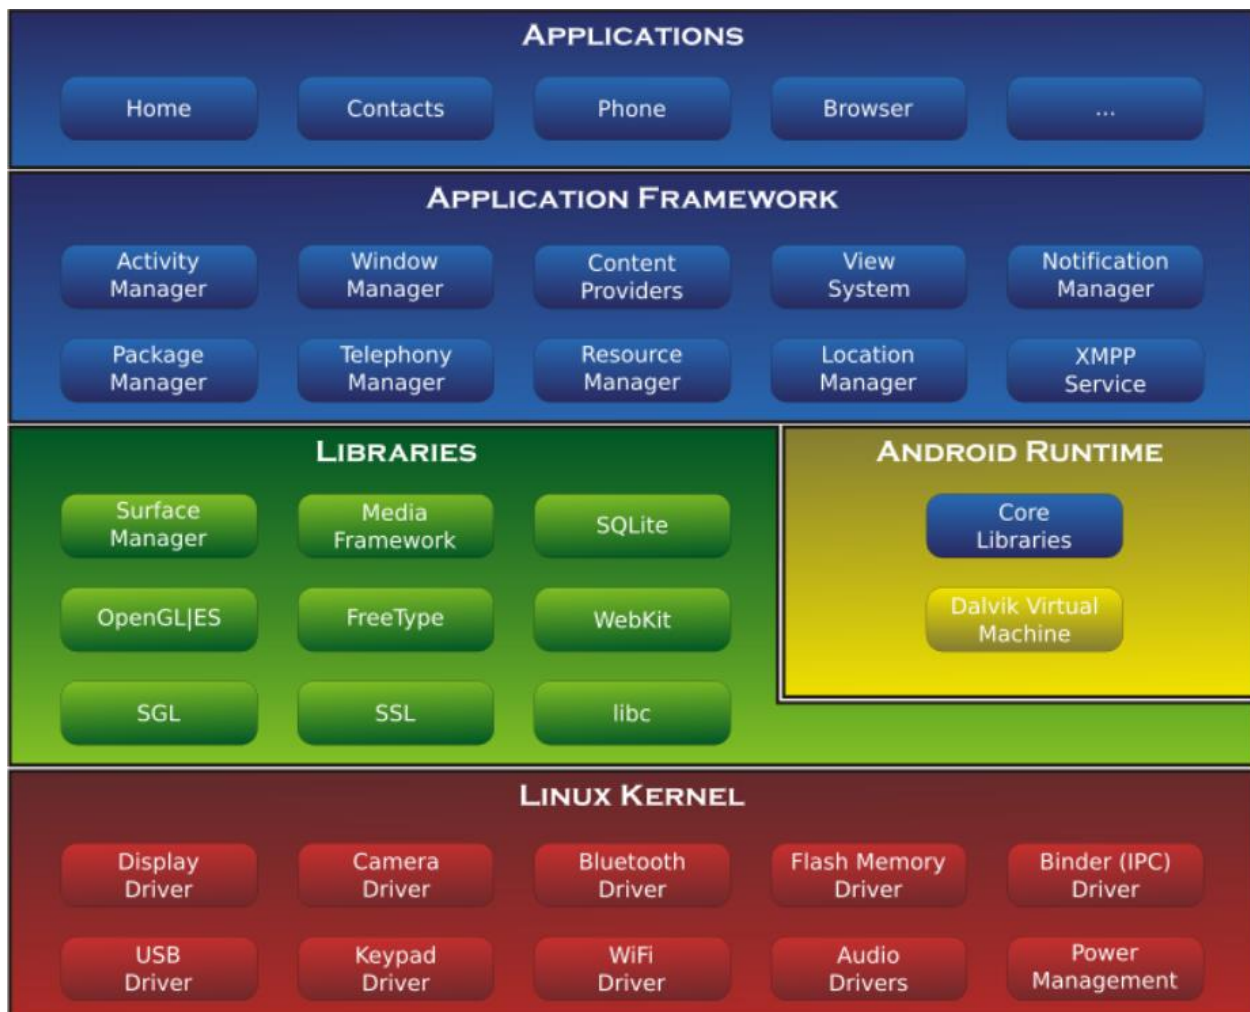 APPLICATIONS
Home
Contacts
Phone
Browser
...
APPLICATION FRAMEWORK
Activity
Manager
Window
Manager
Content
Providers
View
System
Notification
Manager
Package
Manager
Telephony
Manager
Resource
Manager
Location
Manager
XMPP
Service
LIBRARIES
Surface
Manager
Media
Framework
SQLite
OpenGL|ES
FreeType
WebKit
SGL
SSL
libc
ANDROID RUNTIME
Core
Libraries
Dalvik Virtual
Machine
LINUX KERNEL
Display
Driver
Camera
Driver
Bluetooth
Driver
Flash Memory
Driver
Binder (IPC)
Driver
USB
Driver
Keypad
Driver
WiFi
Driver
Audio
Drivers
Power
Management